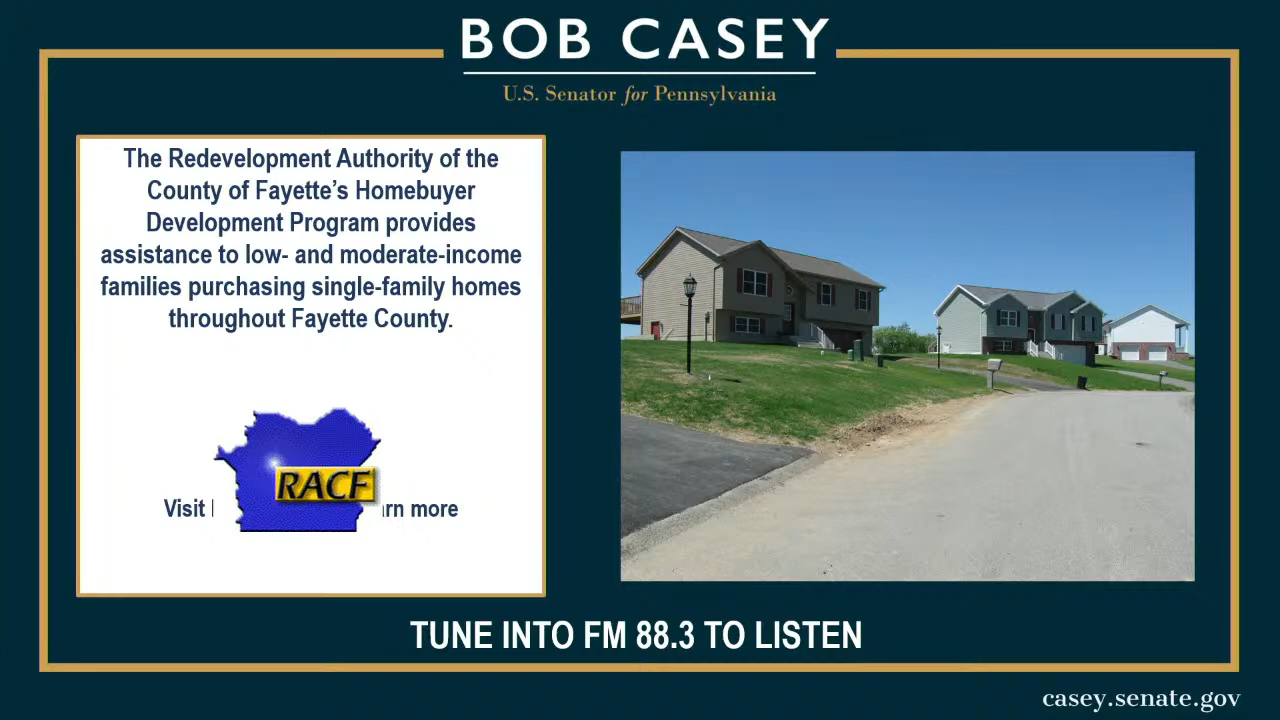 BOB CASEY
U.S. Senator for Pennsylvania
The Redevelopment Authority of the
County of Fayette’s Homebuyer
Development Program provides
assistance to low- and moderate-income
families purchasing single-family homes
throughout Fayette County.
RACF
Visit more
TUNE INTO FM 88.3 TO LISTEN
casey.senate.gov